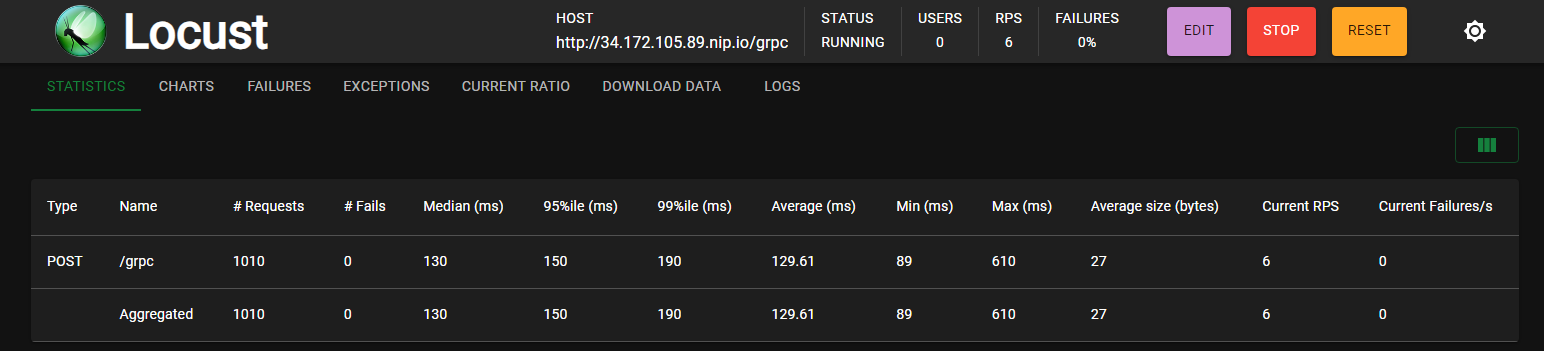 Locust
HOST
http://34.172.105.89.nip.io/grpc
STATUS
RUNNING
USERS
0
RPS
6
FAILURES
0%
EDIT
STOP
RESET
STATISTICS CHARTS FAILURES EXCEPTIONS CURRENT RATIO DOWNLOAD DATA LOGS
Type Name # Requests # Fails Median (ms) 95%ile (ms) 99%ile (ms) Average (ms) Min (ms) Max (ms) Average size (bytes) Current RPS Current Failures/s
POST /grpc 1010 0 130 150 190 129.61 89 610 27 6 0
Aggregated 1010 0 130 150 190 129.61 89 610 27 6 0